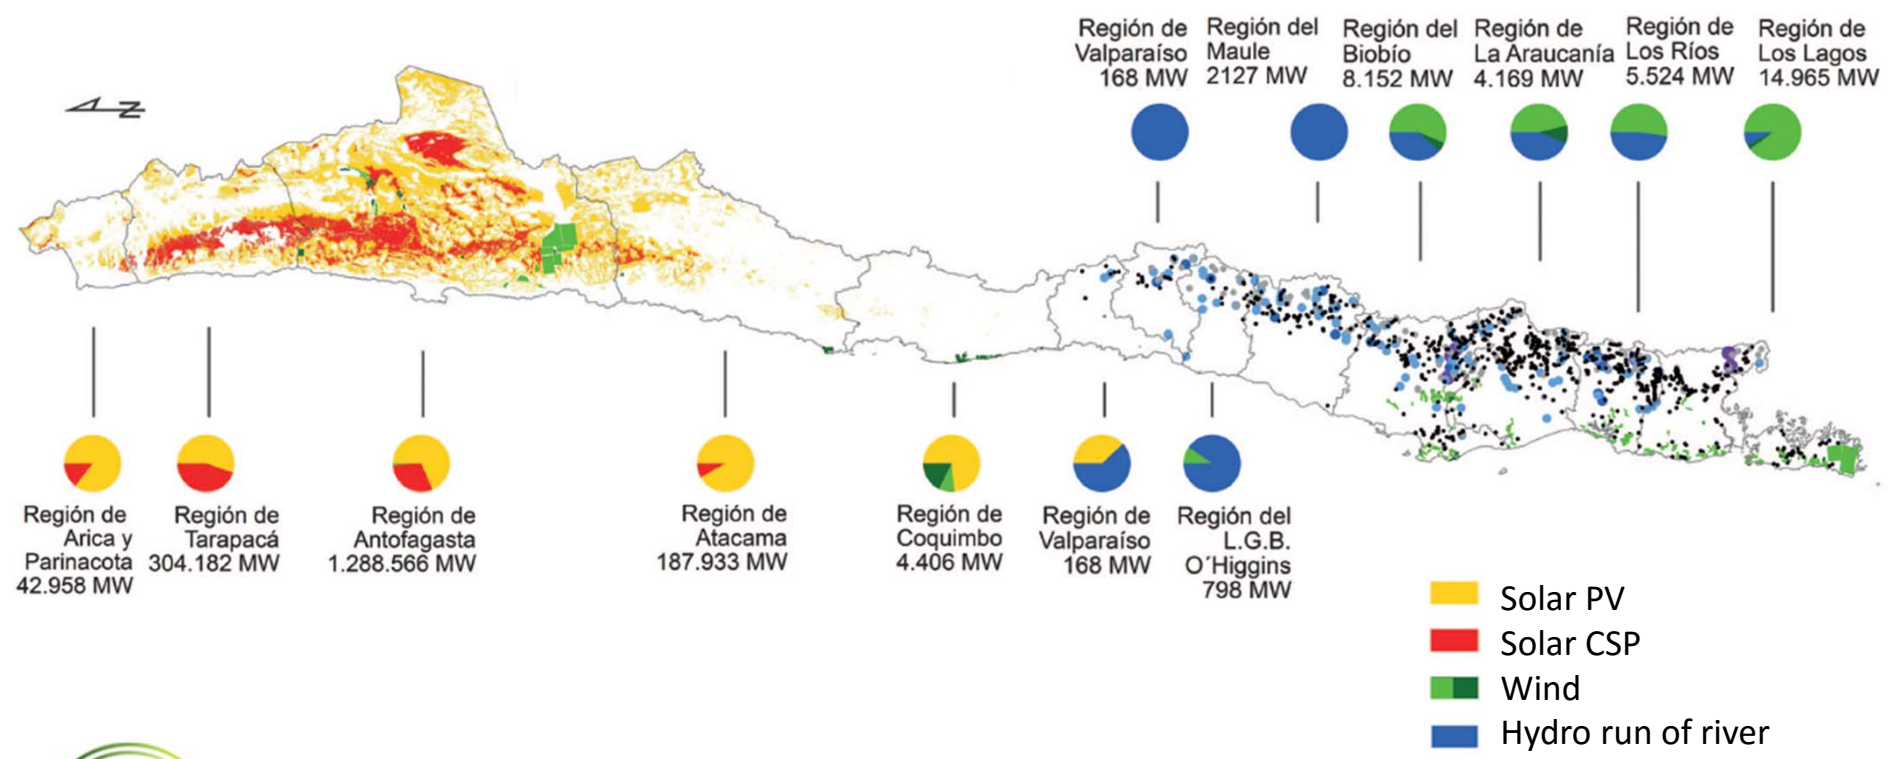 Región de
Valparaíso
168 MW
Región del
Maule
2127 MW
Región del
Biobío
8.152 MW
Región de
La Araucanía
4.169 MW
Región de
Los Ríos
5.524 MW
Región de
Los Lagos
14.965 MW
N
Región de
Arica y
Parinacota
42.958 MW
Región de
Tarapacá
304.182 MW
Región de
Antofagasta
1.288.566 MW
Región de
Atacama
187.933 MW
Región de
Coquimbo
4.406 MW
Región de
Valparaíso
168 MW
Región del
L.G.B.
O´Higgins
798 MW
Solar PV
Solar CSP
Wind
Hydro run of river